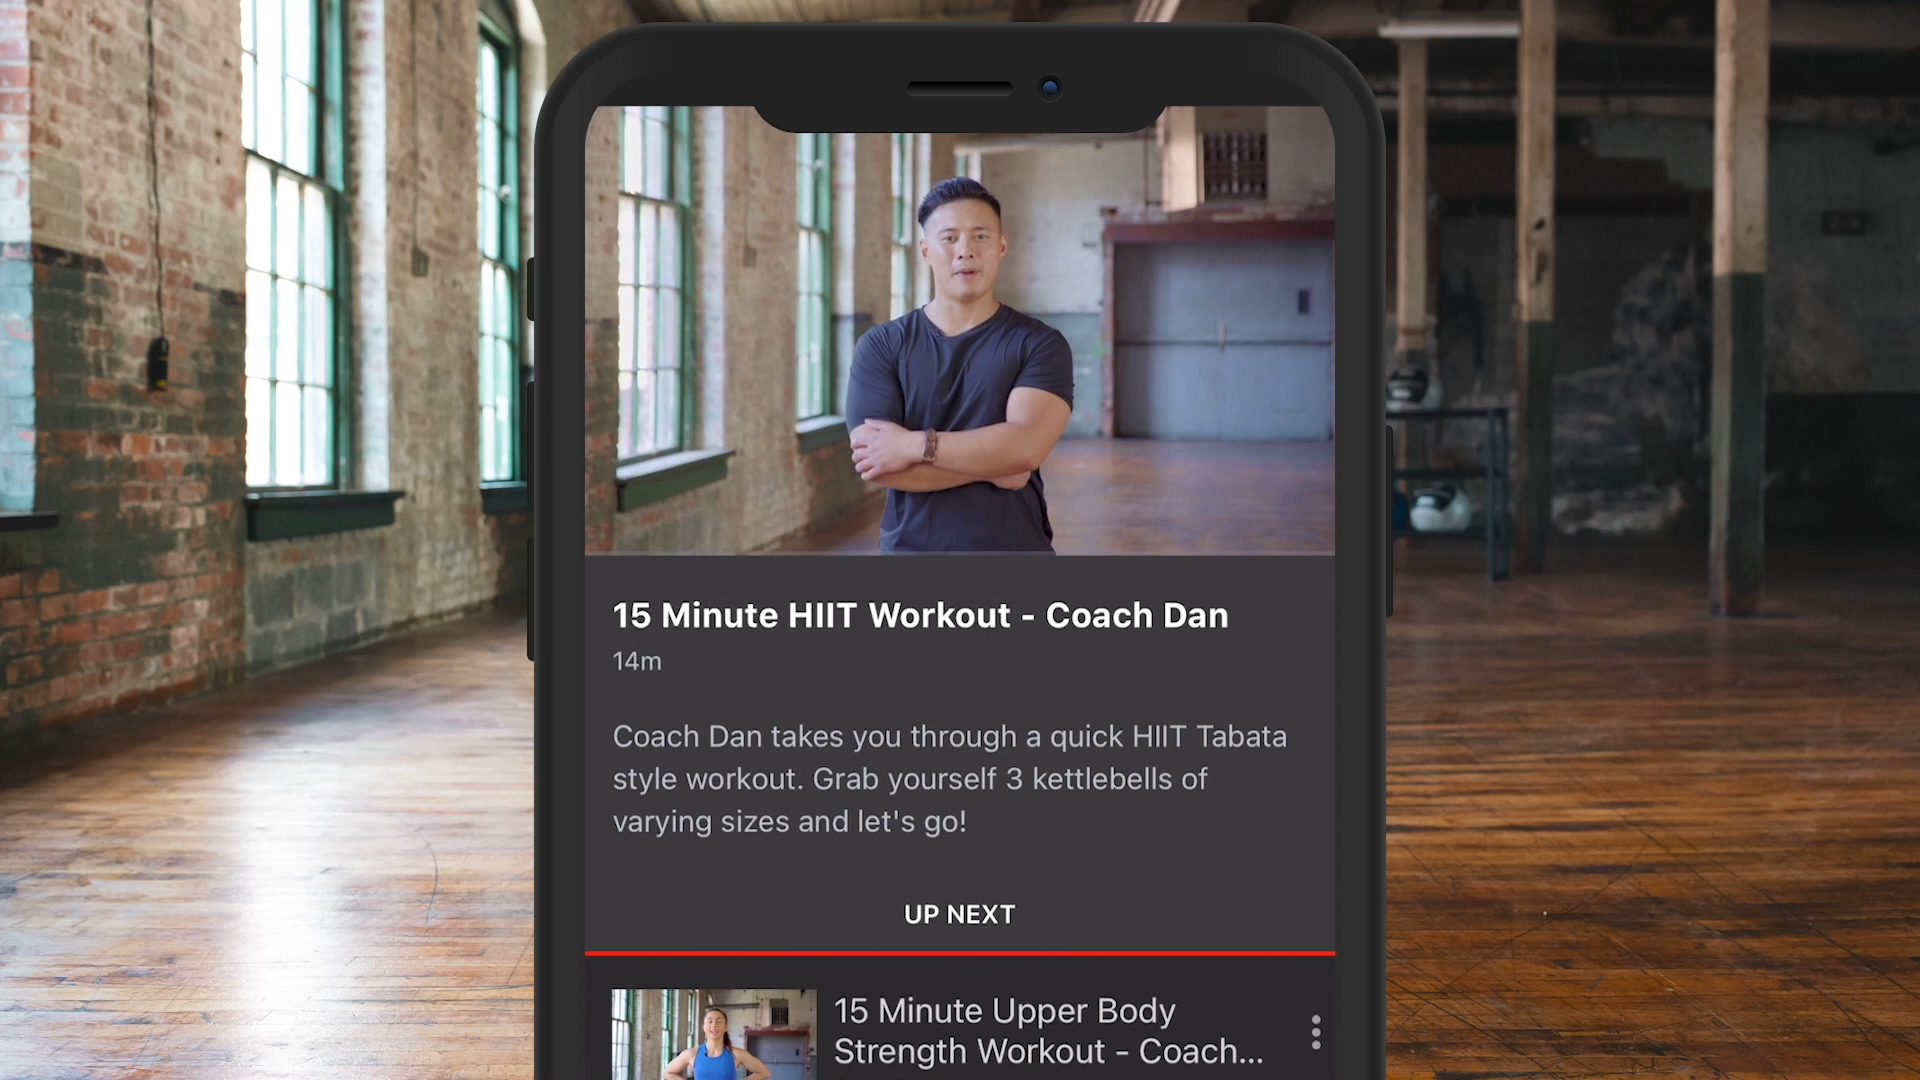 15 Minute HIIT Workout - Coach Dan
14m
Coach Dan takes you through a quick HIIT Tabata
style workout. Grab yourself 3 kettlebells of
varying sizes and let's go!
UP NEXT
15 Minute Upper Body
Strength Workout - Coach...